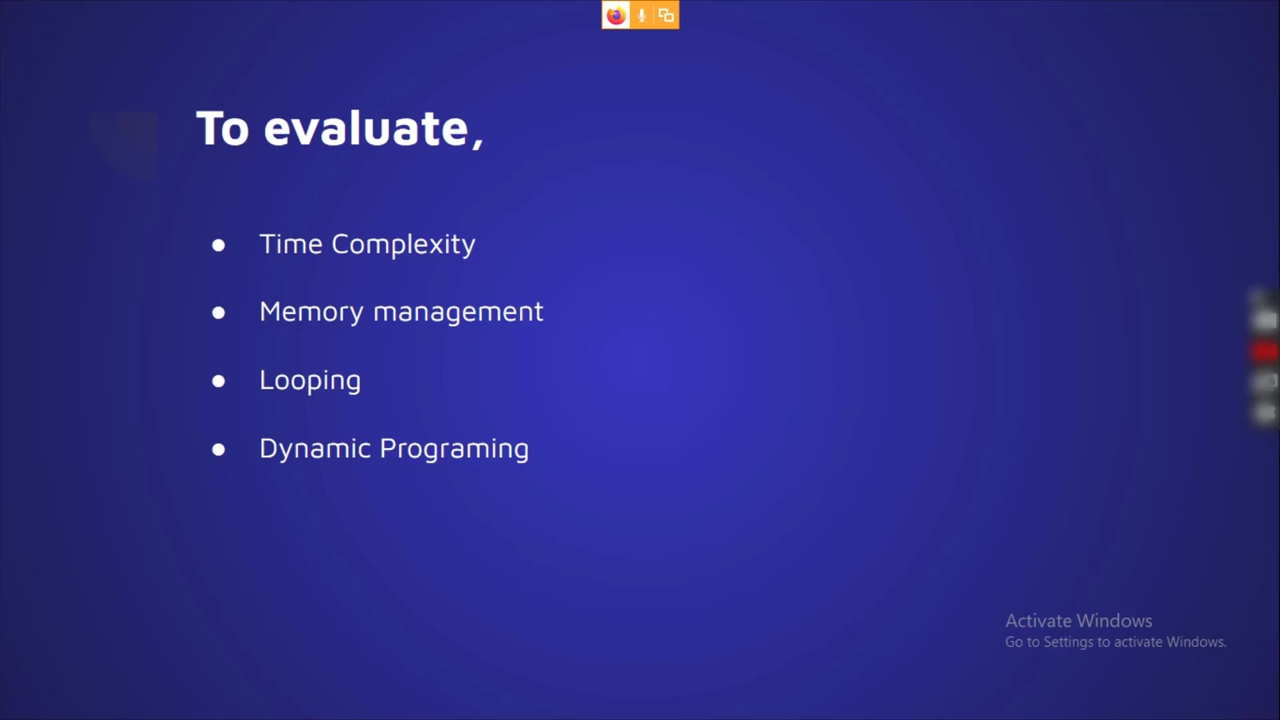 To evaluate,
● Time Complexity
● Memory management
● Looping
● Dynamic Programing
Activate Windows
Go to Settings to activate Windows.